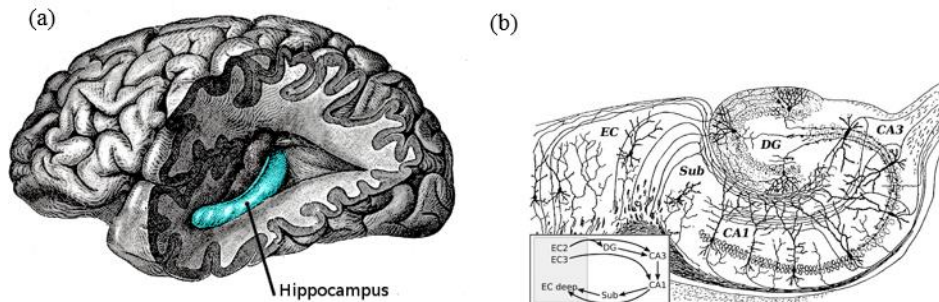 (a)
Hippocampus
(b)
EC
DG
CA3
Sub
CA1
EC2
DG
EC3
CA3
CA1
EC deep
Sub